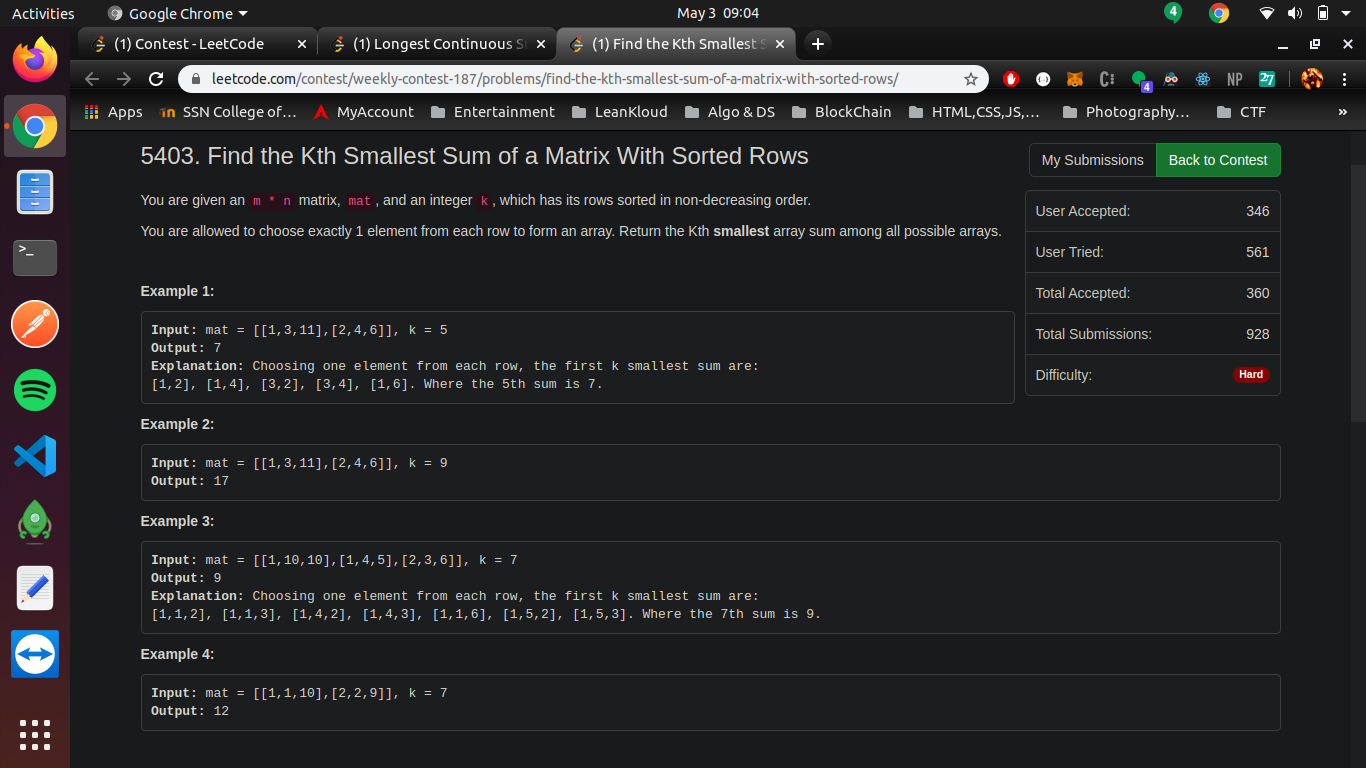 Activities Google Chrome May 3 09:04 4
(1) Contest - LeetCode (1) Longest Continuous S (1) Find the Kth Smallest S
leetcode.com/contest/weekly-contest-187/problems/find-the-kth-smallest-sum-of-a-matrix-with-sorted-rows/ 4 NP 27
Apps SSN College of… MyAccount Entertainment LeanKloud Algo & DS BlockChain HTML,CSS,JS,… Photography… CTF »
5403. Find the Kth Smallest Sum of a Matrix With Sorted Rows
My Submissions Back to Contest
You are given an m * n matrix, mat, and an integer k, which has its rows sorted in non-decreasing order.
You are allowed to choose exactly 1 element from each row to form an array. Return the Kth smallest array sum among all possible arrays.
User Accepted: 346
User Tried: 561
Total Accepted: 360
Total Submissions: 928
Difficulty: Hard
Example 1:
Input: mat = [[1,3,11],[2,4,6]], k = 5
Output: 7
Explanation: Choosing one element from each row, the first k smallest sum are:
[1,2], [1,4], [3,2], [3,4], [1,6]. Where the 5th sum is 7.
Example 2:
Input: mat = [[1,3,11],[2,4,6]], k = 9
Output: 17
Example 3:
Input: mat = [[1,10,10],[1,4,5],[2,3,6]], k = 7
Output: 9
Explanation: Choosing one element from each row, the first k smallest sum are:
[1,1,2], [1,1,3], [1,4,2], [1,4,3], [1,1,6], [1,5,2], [1,5,3]. Where the 7th sum is 9.
Example 4:
Input: mat = [[1,1,10],[2,2,9]], k = 7
Output: 12